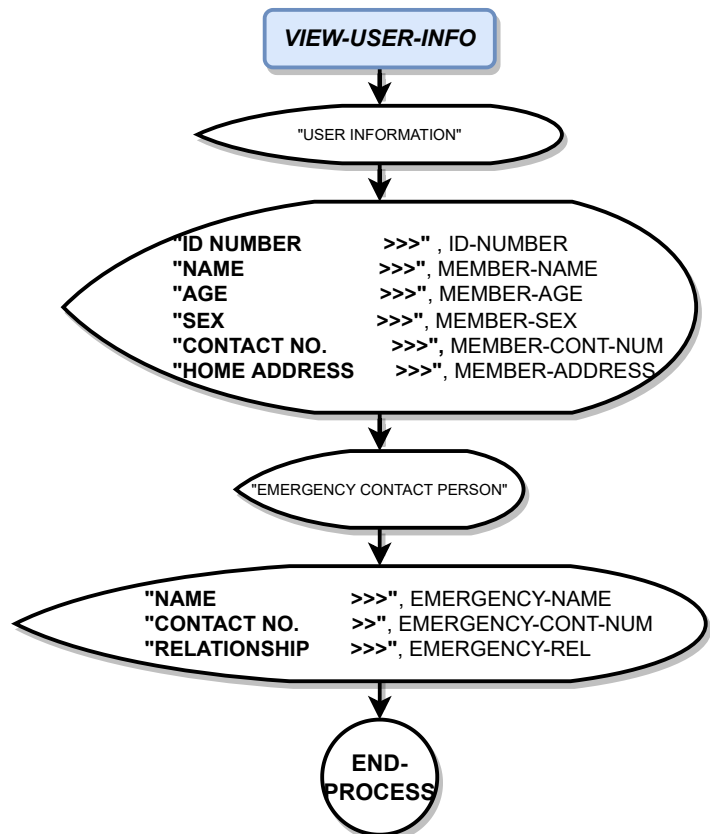 VIEW-USER-INFO
"USER INFORMATION"
"ID NUMBER >>>" , ID-NUMBER
"NAME >>>", MEMBER-NAME
"AGE >>>", MEMBER-AGE
"SEX >>>", MEMBER-SEX
"CONTACT NO. >>>", MEMBER-CONT-NUM
"HOME ADDRESS >>>", MEMBER-ADDRESS
"EMERGENCY CONTACT PERSON"
"NAME >>>", EMERGENCY-NAME
"CONTACT NO. >>", EMERGENCY-CONT-NUM
"RELATIONSHIP >>>", EMERGENCY-REL
END-
PROCESS